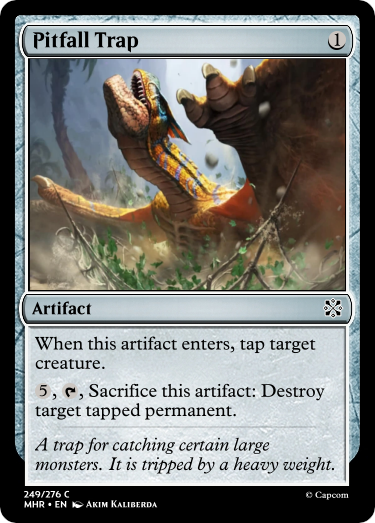 Pitfall Trap 1
Artifact
When this artifact enters, tap target
creature.
5, , Sacrifice this artifact: Destroy
target tapped permanent.
A trap for catching certain large
monsters. It is tripped by a heavy weight.
249/276 C
MHR • EN Akim Kaliberda
© Capcom